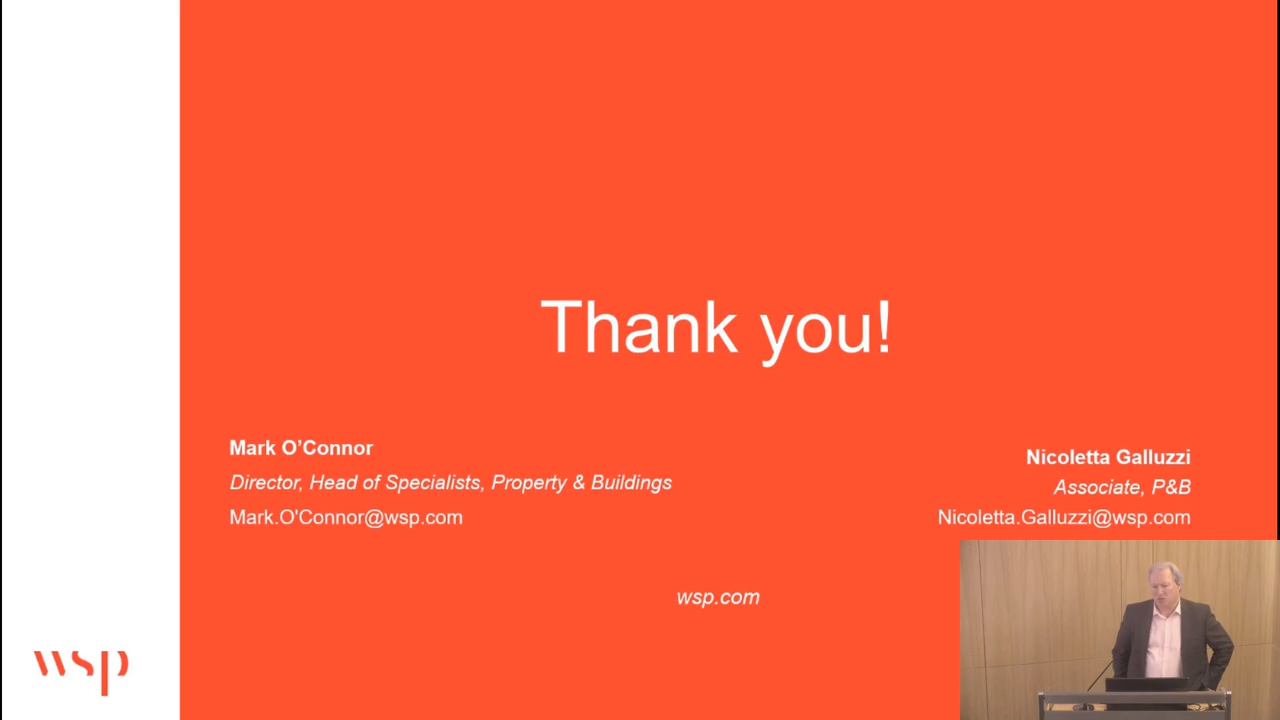 Thank you!
Mark O’Connor
Director, Head of Specialists, Property & Buildings
Mark.O'Connor@wsp.com
Nicoletta Galluzzi
Associate, P&B
Nicoletta.Galluzzi@wsp.com
wsp.com
wsp